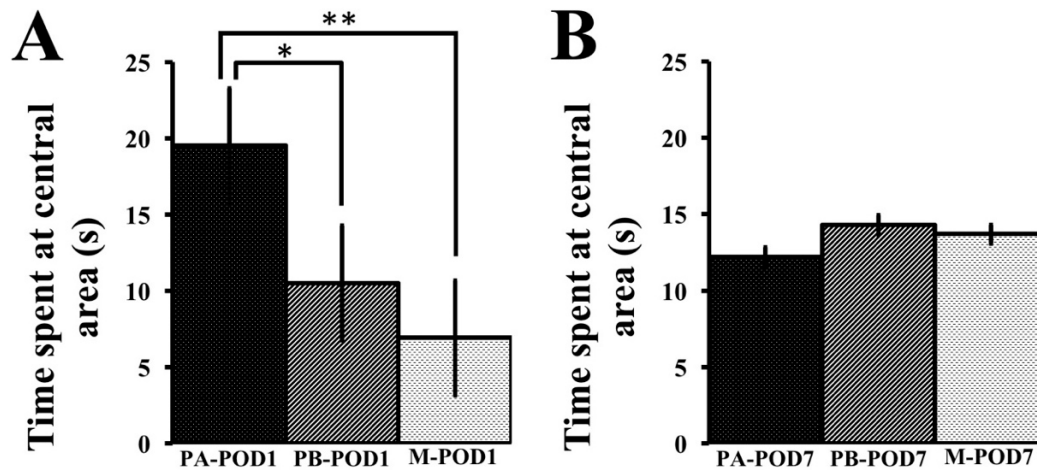 A
**
*
Time spent at central
area (s)
25
20
15
10
5
0
PA-POD1 PB-POD1 M-POD1
B
Time spent at central
area (s)
25
20
15
10
5
0
PA-POD7 PB-POD7 M-POD7